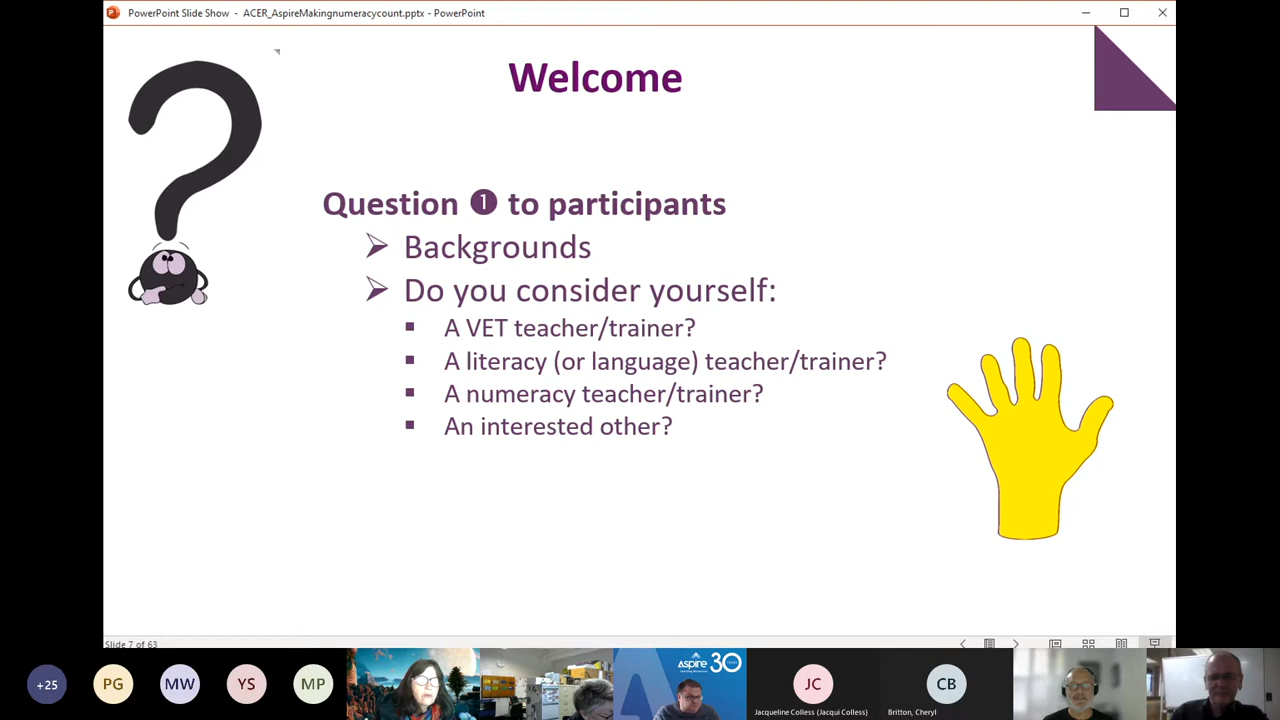 PowerPoint Slide Show - ACER_AspireMakingnumeracycount.pptx - PowerPoint
Welcome
Question ❶ to participants
Backgrounds
Do you consider yourself:
A VET teacher/trainer?
A literacy (or language) teacher/trainer?
A numeracy teacher/trainer?
An interested other?
Slide 7 of 63
+25
PG
MW
YS
MP
Aspire 30
JC
Jacqueline Colless (Jacqui Colless)
CB
Britton, Cheryl